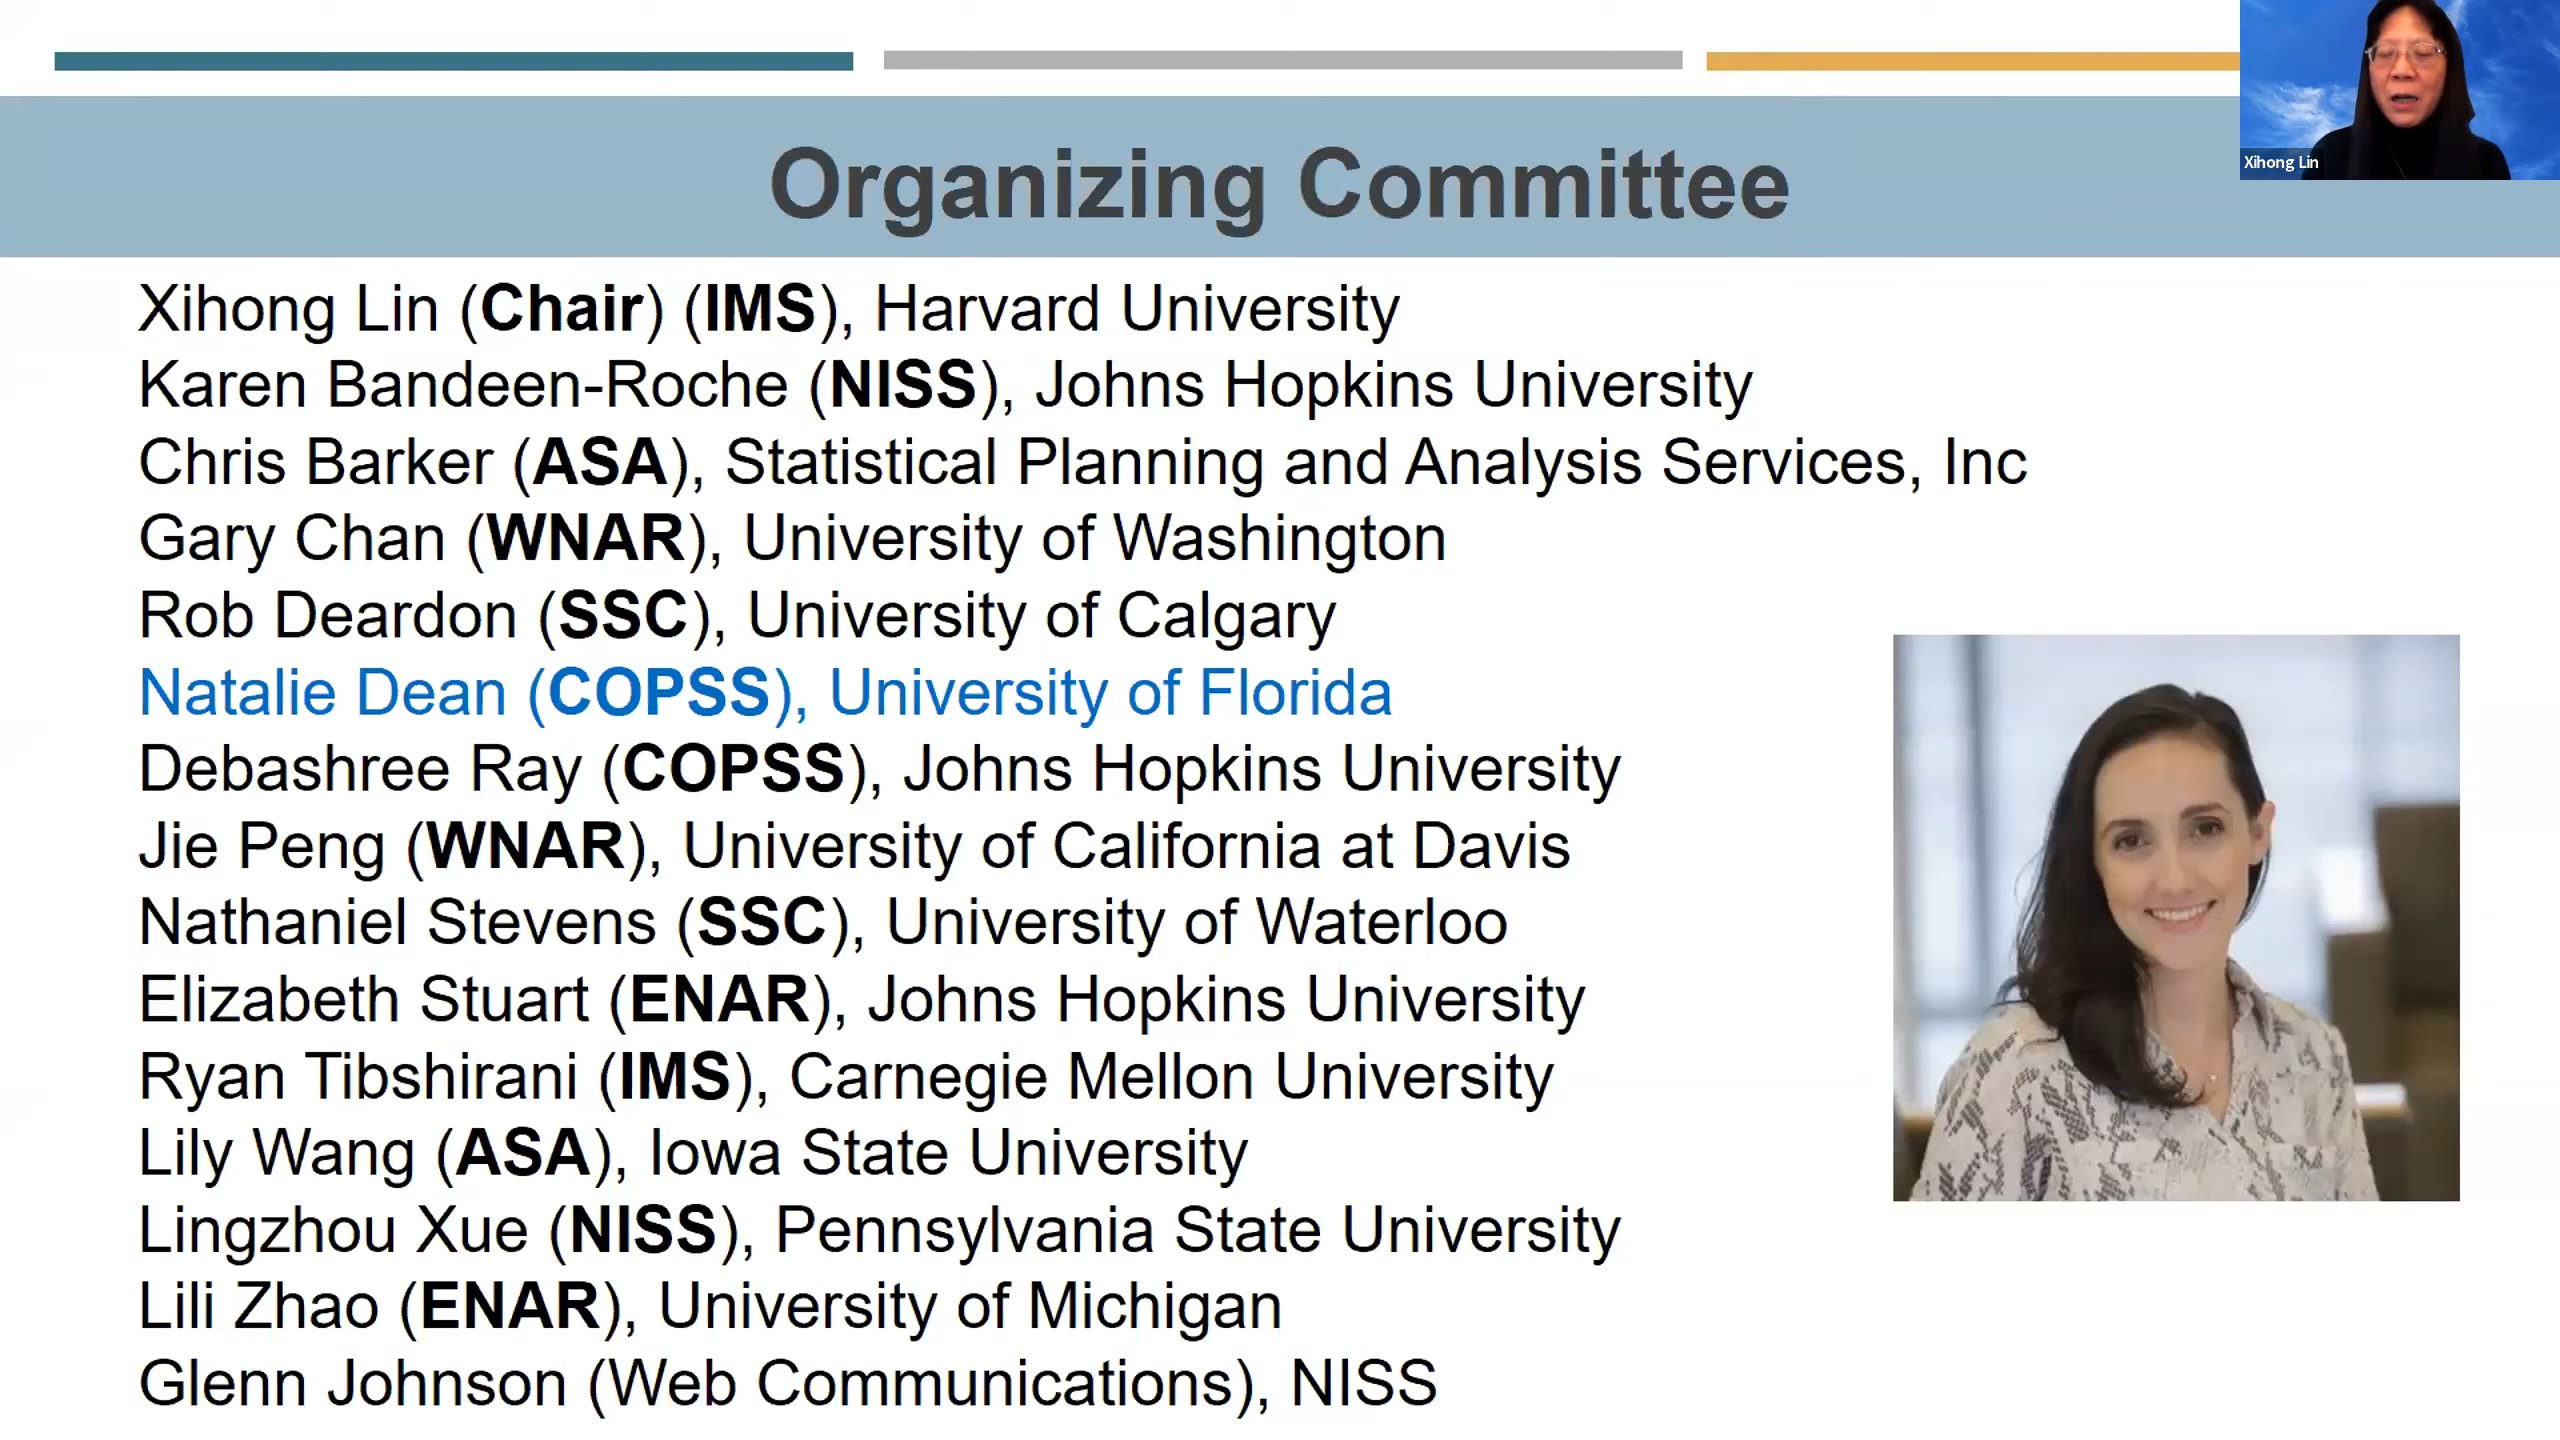 Xihong Lin
Organizing Committee
Xihong Lin (Chair) (IMS), Harvard University
Karen Bandeen-Roche (NISS), Johns Hopkins University
Chris Barker (ASA), Statistical Planning and Analysis Services, Inc
Gary Chan (WNAR), University of Washington
Rob Deardon (SSC), University of Calgary
Natalie Dean (COPSS), University of Florida
Debashree Ray (COPSS), Johns Hopkins University
Jie Peng (WNAR), University of California at Davis
Nathaniel Stevens (SSC), University of Waterloo
Elizabeth Stuart (ENAR), Johns Hopkins University
Ryan Tibshirani (IMS), Carnegie Mellon University
Lily Wang (ASA), Iowa State University
Lingzhou Xue (NISS), Pennsylvania State University
Lili Zhao (ENAR), University of Michigan
Glenn Johnson (Web Communications), NISS